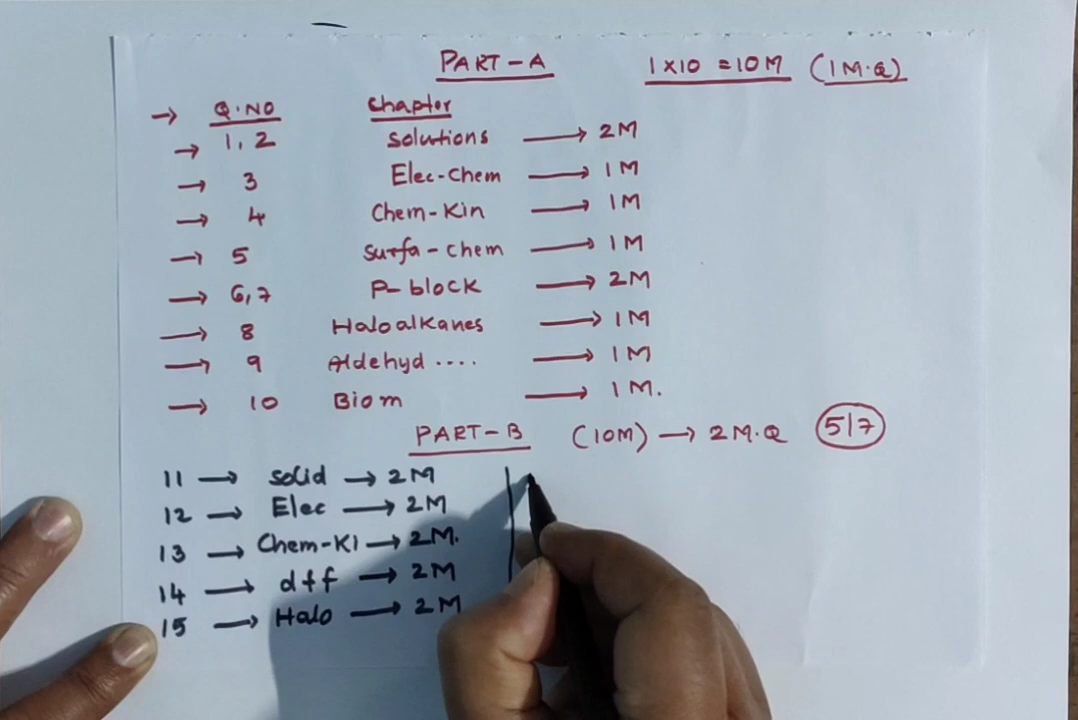 PART-A 1×10 =10M (1M.Q)
→ Q.NO Chapter
→ 1, 2 Solutions → 2M
→ 3 Elec-Chem → 1M
→ 4 Chem-Kin → 1M
→ 5 Surfa-chem → 1M
→ 6,7 P-block → 2M
→ 8 Haloalkanes → 1M
→ 9 Aldehyd .... → 1M
→ 10 Biom → 1M.
PART-B (10M) → 2M.Q 5/7
11 → Solid → 2M
12 → Elec → 2M
13 → Chem-KI → 2M.
14 → dff → 2M
15 → Halo → 2M